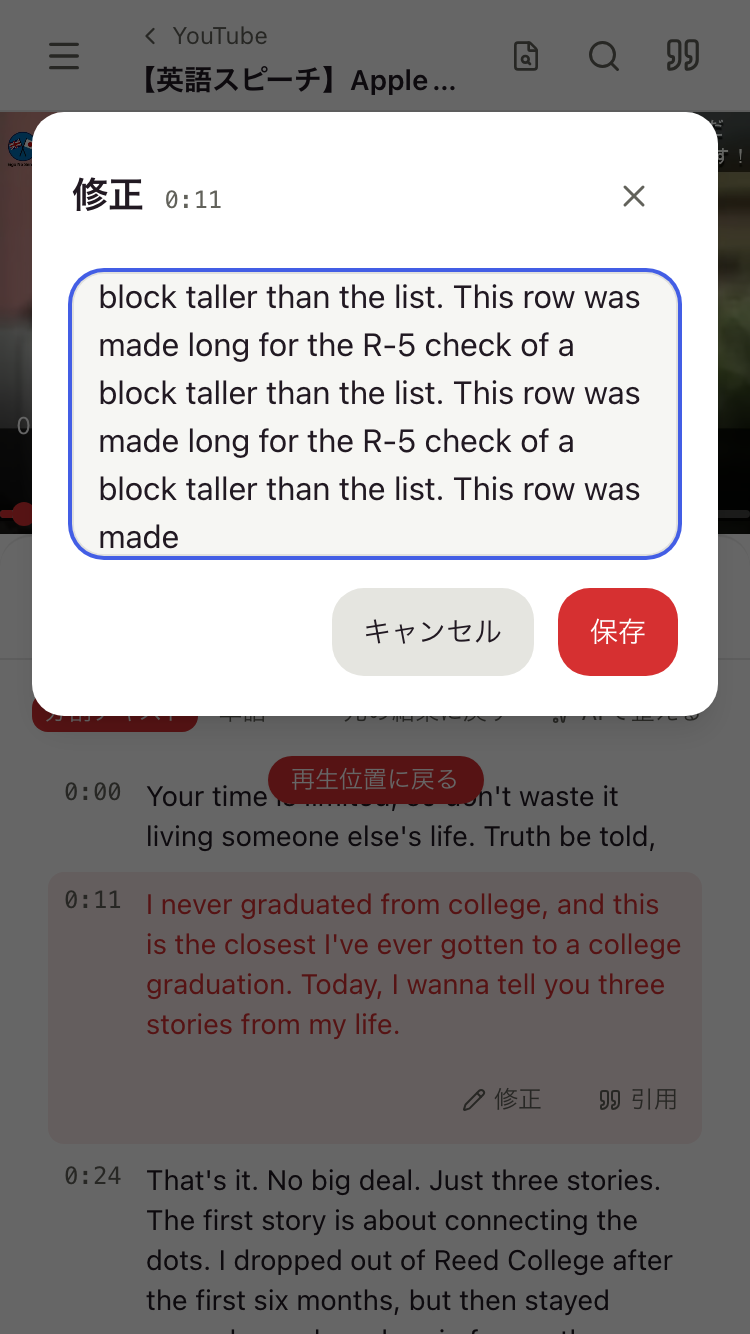 YouTube
【英語スピーチ】Apple…
修正 0:11
block taller than the list. This row was
made long for the R-5 check of a
block taller than the list. This row was
made long for the R-5 check of a
block taller than the list. This row was
made
キャンセル
保存
再生位置に戻る
0:00
Your time is limited, so don't waste it
living someone else's life. Truth be told,
0:11
I never graduated from college, and this
is the closest I've ever gotten to a college
graduation. Today, I wanna tell you three
stories from my life.
修正
引用
0:24
That's it. No big deal. Just three stories.
The first story is about connecting the
dots. I dropped out of Reed College after
the first six months, but then stayed